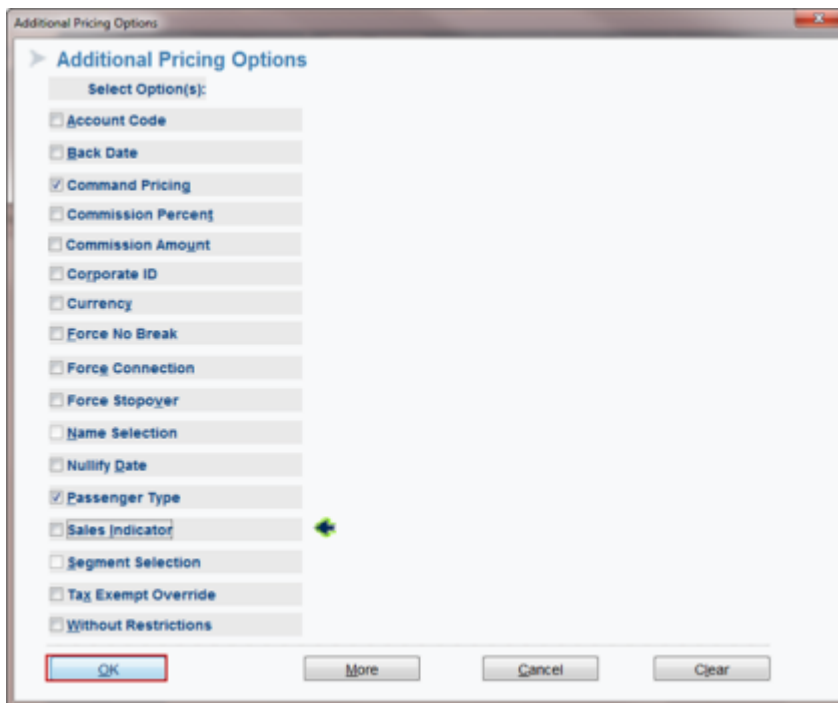 Additional Pricing Options
Additional Pricing Options
Select Option(s):
Account Code
Back Date
Command Pricing
Commission Percent
Commission Amount
Corporate ID
Currency
Force No Break
Force Connection
Force Stopover
Name Selection
Nullify Date
Passenger Type
Sales Indicator
Segment Selection
Tax Exempt Override
Without Restrictions
OK More Cancel Clear